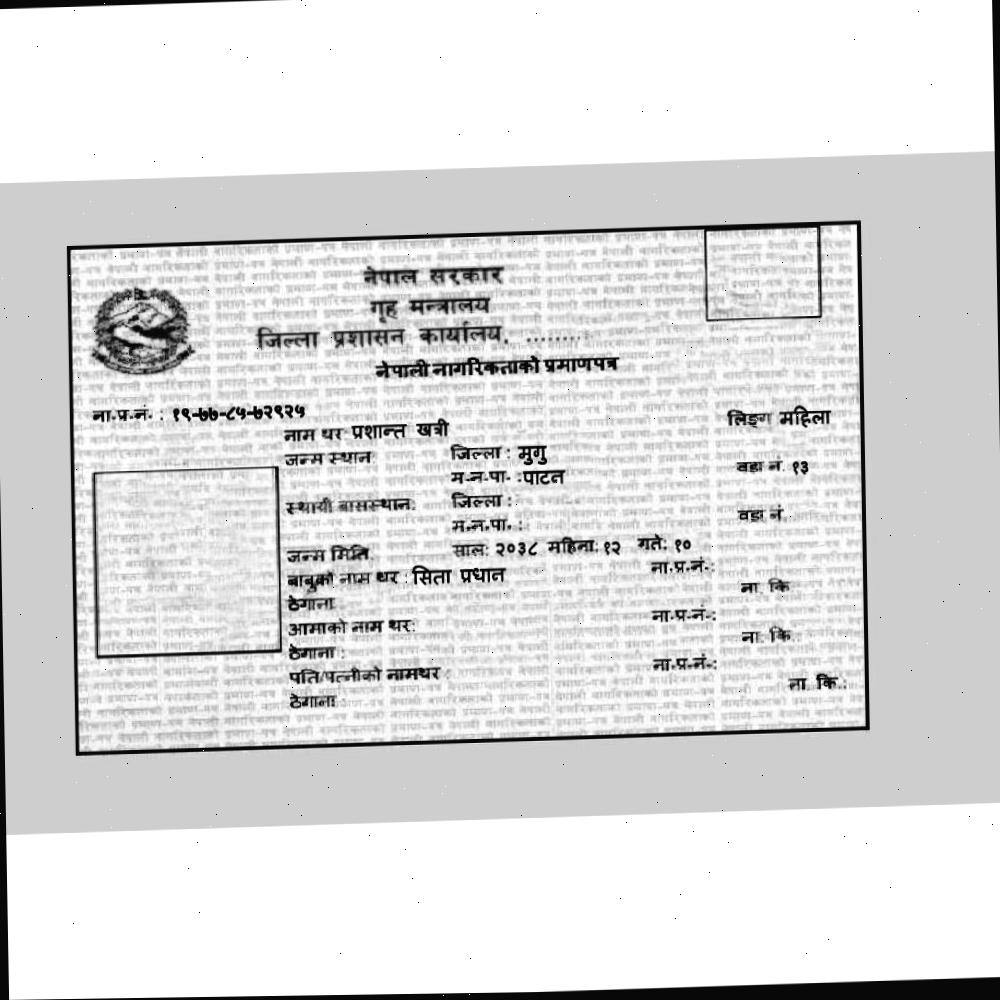 नेपाल सरकार
गृह मन्त्रालय
जिल्ला प्रशासन कार्यालय, ........
नेपाली नागरिकताको प्रमाणपत्र
ना.प्र.नं. : १९-७७-८५-७२९२५
लिङ्ग महिला
नाम थर प्रशान्त खत्री
जन्म स्थान जिल्ला : मुगु
म.न.पा. :पाटन वडा नं. १३
स्थायी बासस्थान: जिल्ला :
म.न.पा. : वडा नं.
जन्म मिति साल: २०३८ महिना: १२ गते: १०
बाबुको नाम थर : सिता प्रधान ना.प्र.नं.:
ठेगाना ना. कि
आमाको नाम थर: ना.प्र.नं.:
ठेगाना : ना. कि
पति/पत्नीको नामथर : ना.प्र.नं.:
ठेगाना: ना. कि :